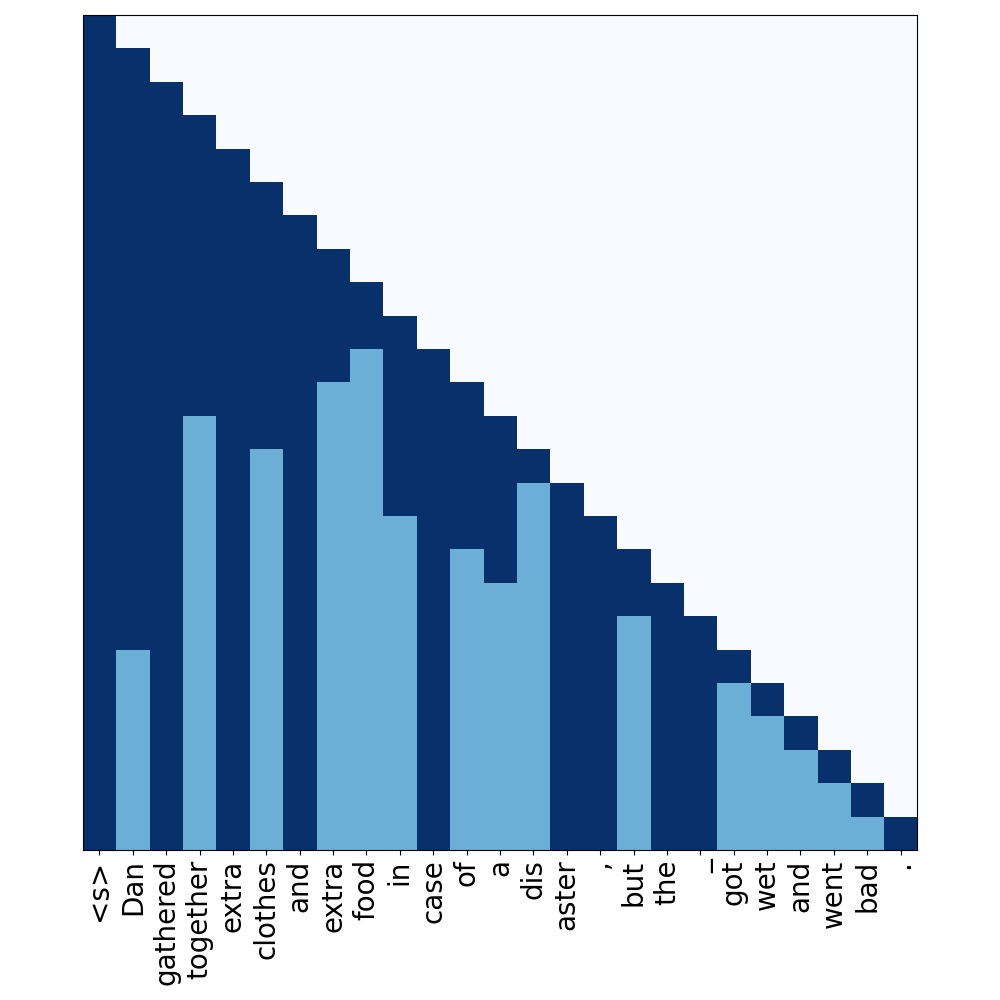 <s>
Dan
gathered
together
extra
clothes
and
extra
food
in
case
of
a
dis
aster
,
but
the
_
got
wet
and
went
bad
.